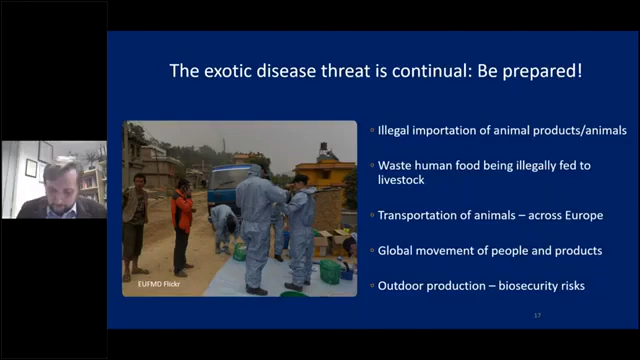 The exotic disease threat is continual: Be prepared!
◦ Illegal importation of animal products/animals
◦ Waste human food being illegally fed to
livestock
◦ Transportation of animals – across Europe
◦ Global movement of people and products
◦ Outdoor production – biosecurity risks
EUFMD Flickr
17